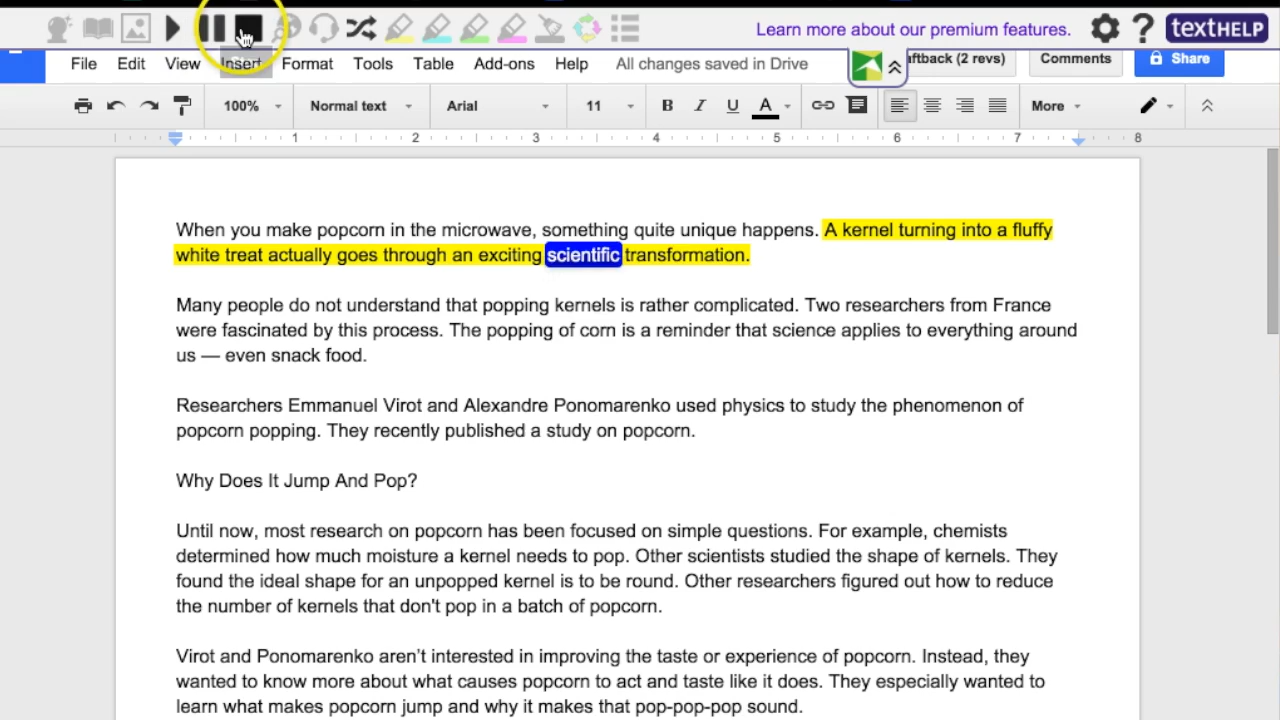 Learn more about our premium features. ? textHELP
File Edit View Insert Format Tools Table Add-ons Help All changes saved in Drive ftback (2 revs) Comments Share
100% Normal text Arial 11 B I U A More
1 2 3 4 5 6 7 8
When you make popcorn in the microwave, something quite unique happens. A kernel turning into a fluffy
white treat actually goes through an exciting scientific transformation.
Many people do not understand that popping kernels is rather complicated. Two researchers from France
were fascinated by this process. The popping of corn is a reminder that science applies to everything around
us — even snack food.
Researchers Emmanuel Virot and Alexandre Ponomarenko used physics to study the phenomenon of
popcorn popping. They recently published a study on popcorn.
Why Does It Jump And Pop?
Until now, most research on popcorn has been focused on simple questions. For example, chemists
determined how much moisture a kernel needs to pop. Other scientists studied the shape of kernels. They
found the ideal shape for an unpopped kernel is to be round. Other researchers figured out how to reduce
the number of kernels that don't pop in a batch of popcorn.
Virot and Ponomarenko aren’t interested in improving the taste or experience of popcorn. Instead, they
wanted to know more about what causes popcorn to act and taste like it does. They especially wanted to
learn what makes popcorn jump and why it makes that pop-pop-pop sound.